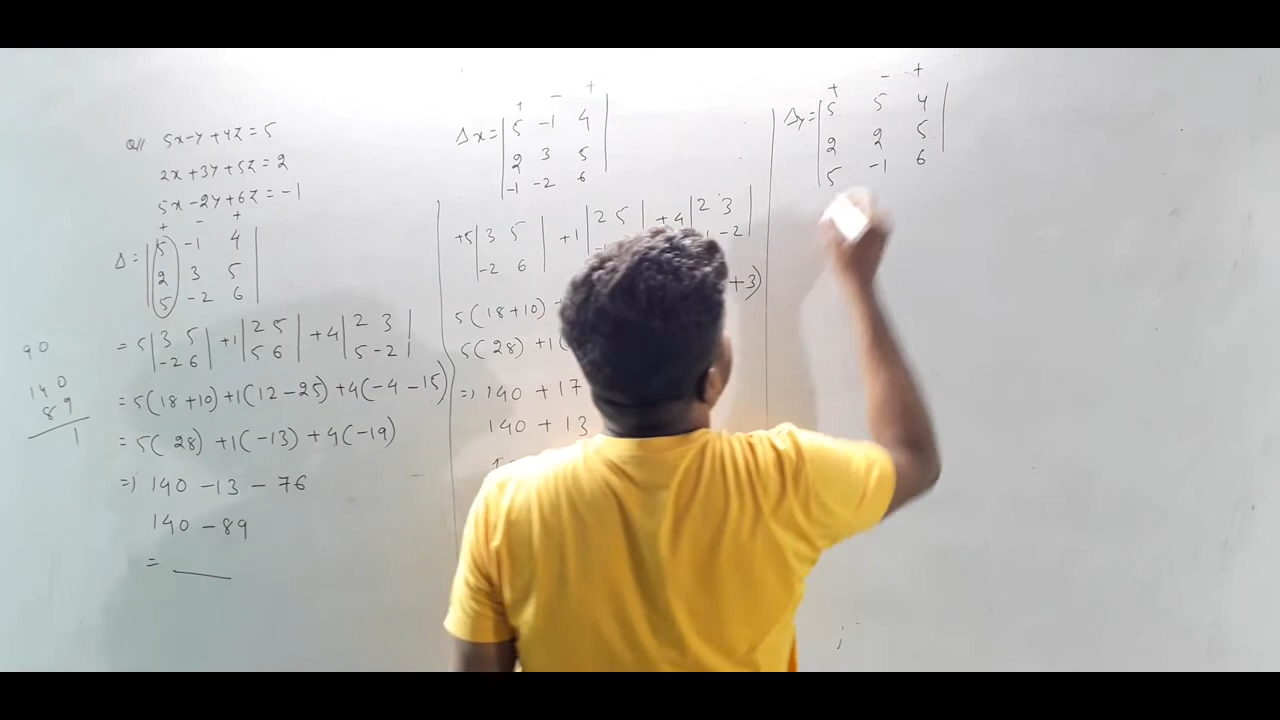 Q// 5x-y+4z=5
2x+3y+5z=2
5x-2y+6z=-1
+ - +
Δ= | 5 -1 4 |
2 3 5
5 -2 6
= 5 | 3 5 | +1 | 2 5 | +4 | 2 3 |
-2 6 5 6 5 -2
= 5(18+10)+1(12-25)+4(-4-15)
= 5(28)+1(-13)+4(-19)
=) 140-13-76
140-89
=
90
140
89
1
+ - +
Δx= | 5 -1 4 |
2 3 5
-1 -2 6
+5 | 3 5 | +1 | 2 5 | +4 | 2 3 |
-2 6 -2
5(18+10) +3)
5(28)+1(
=) 140+17
140+13
+ - +
Δy= | 5 5 4 |
2 2 5
5 -1 6